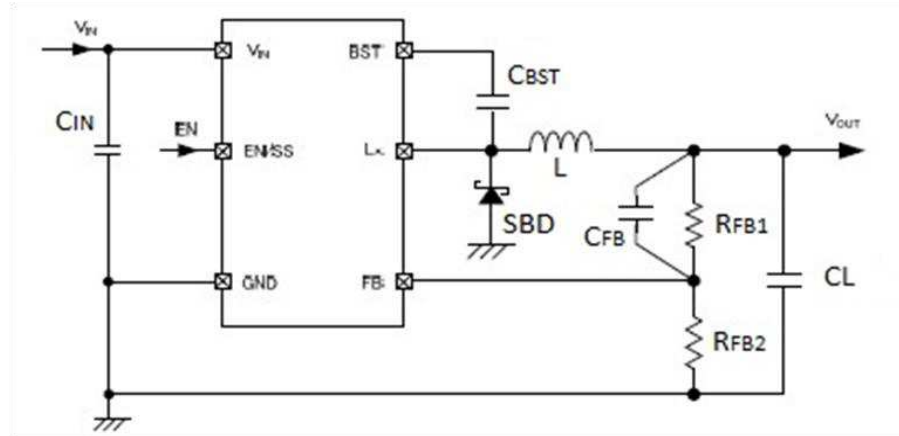 VIN
VIN
BST
CBST
CIN
EN
EN/SS
Lx
L
VOUT
SBD
CFB
RFB1
GND
FB
CL
RFB2